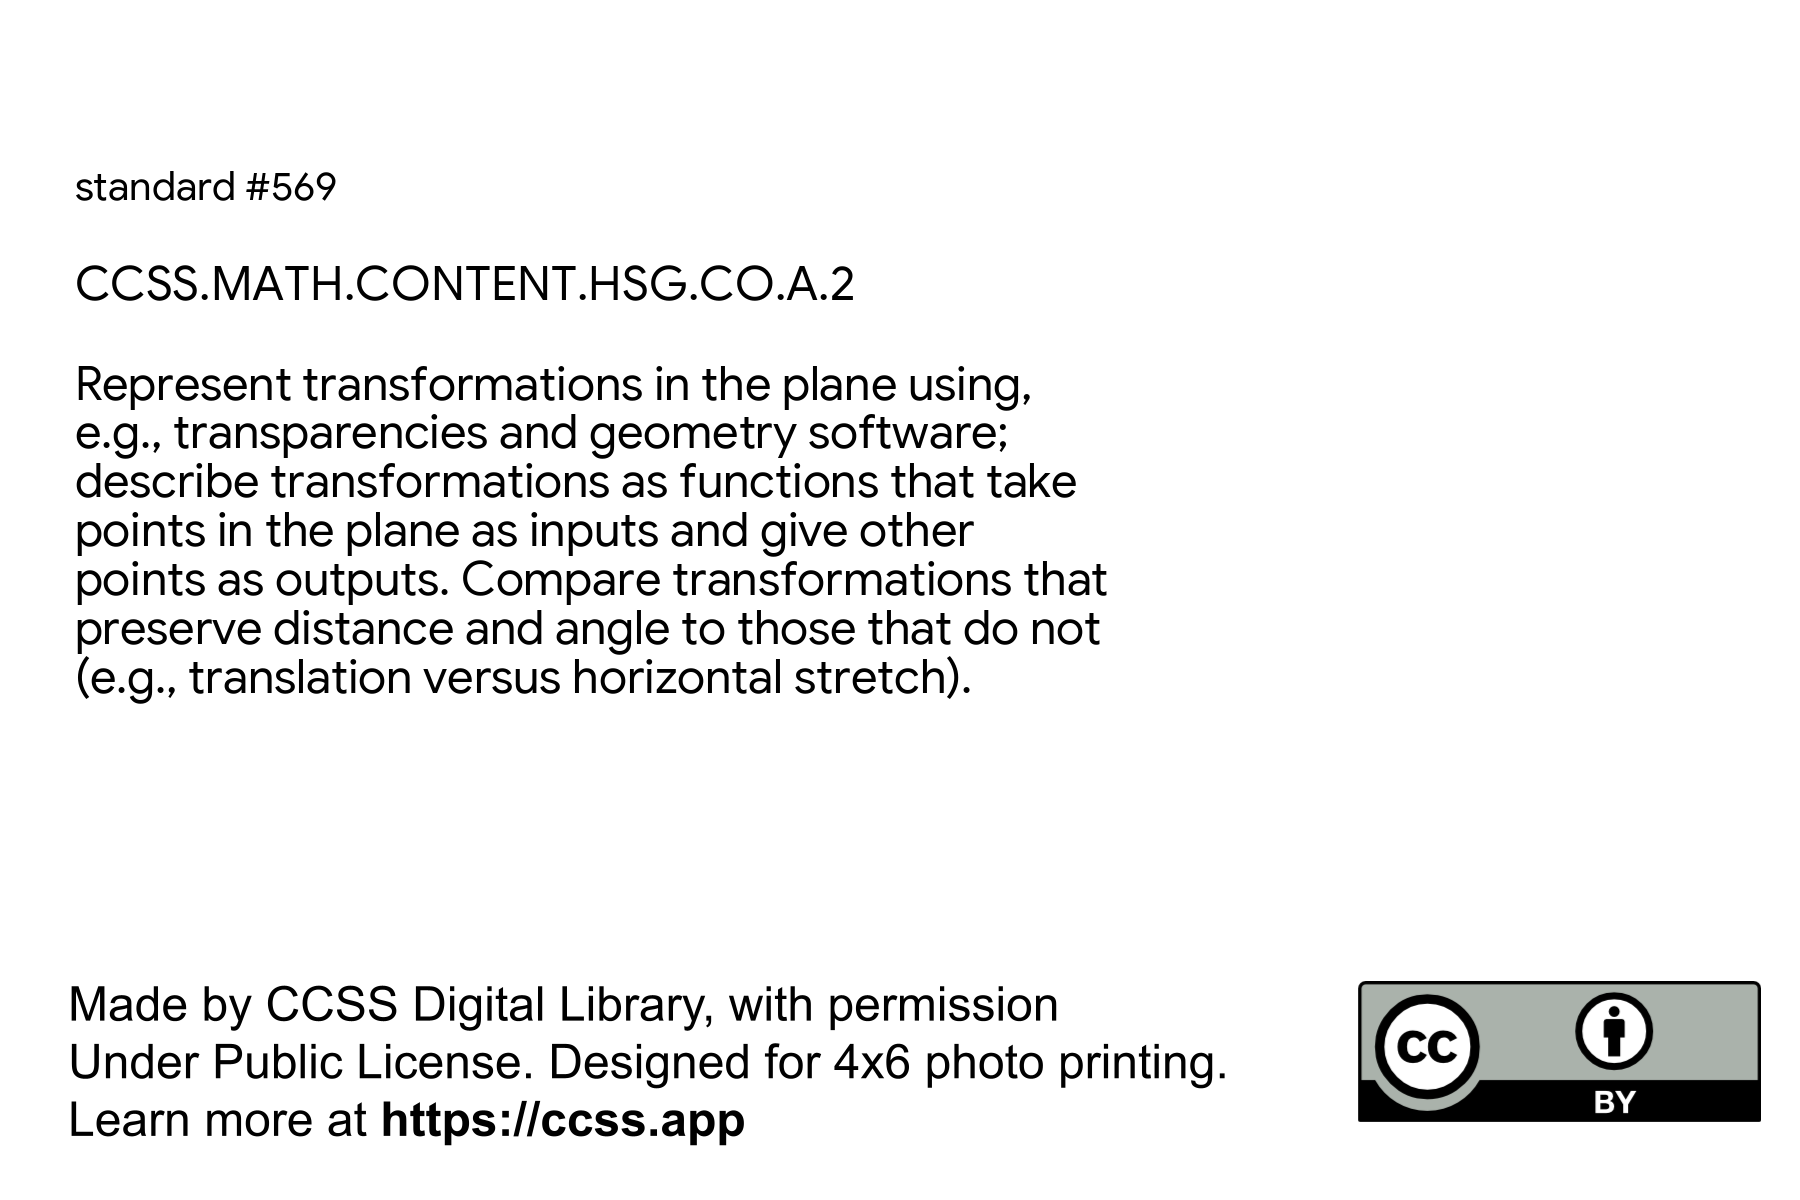 standard #569
CCSS.MATH.CONTENT.HSG.CO.A.2
Represent transformations in the plane using,
e.g., transparencies and geometry software;
describe transformations as functions that take
points in the plane as inputs and give other
points as outputs. Compare transformations that
preserve distance and angle to those that do not
(e.g., translation versus horizontal stretch).
Made by CCSS Digital Library, with permission
Under Public License. Designed for 4x6 photo printing.
Learn more at https://ccss.app
CC
BY